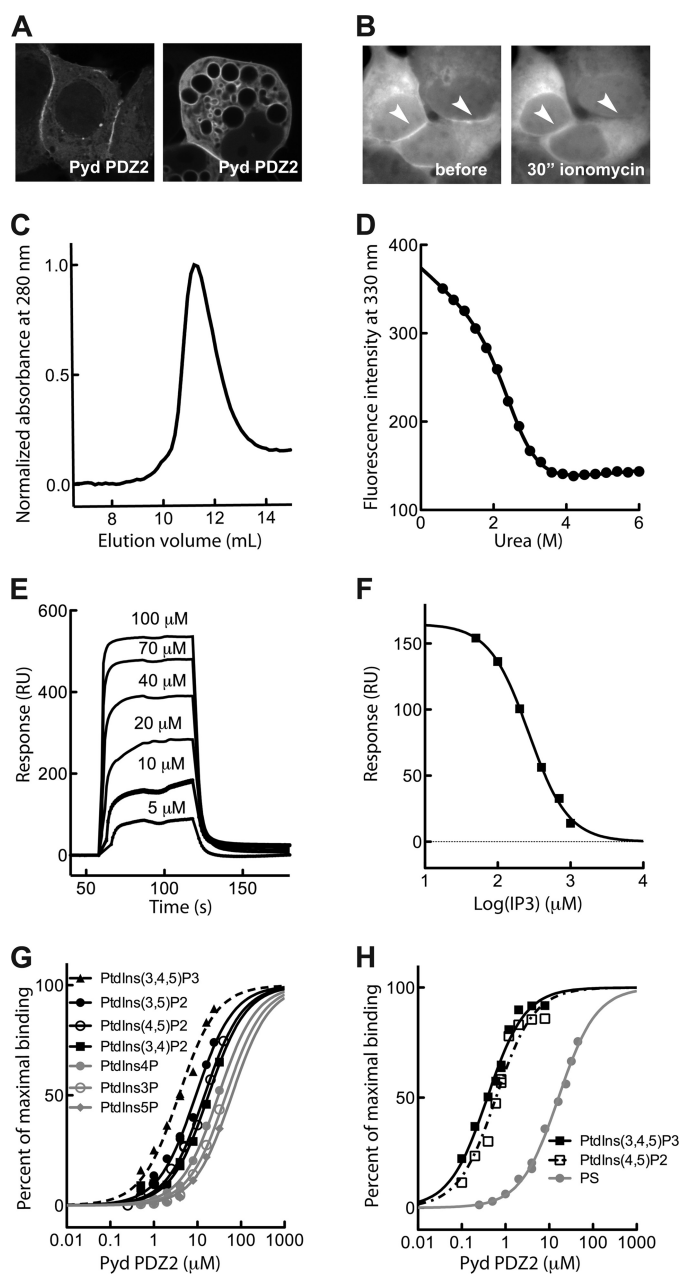 A
B
Pyd PDZ2
Pyd PDZ2
before
30” ionomycin
C
D
Normalized absorbance at 280 nm
1.0
0.5
0.0
8
10
12
14
Elution volume (mL)
Fluorescence intensity at 330 nm
400
300
200
100
0
2
4
6
Urea (M)
E
F
Response (RU)
600
400
200
0
100 µM
70 µM
40 µM
20 µM
10 µM
5 µM
50
100
150
Time (s)
Response (RU)
150
100
50
0
1
2
3
4
Log(IP3) (µM)
G
H
Percent of maximal binding
100
50
0
PtdIns(3,4,5)P3
PtdIns(3,5)P2
PtdIns(4,5)P2
PtdIns(3,4)P2
PtdIns4P
PtdIns3P
PtdIns5P
0.01
0.1
1.0
10
100
1000
Pyd PDZ2 (µM)
Percent of maximal binding
100
50
0
PtdIns(3,4,5)P3
PtdIns(4,5)P2
PS
0.01
0.1
1.0
10
100
1000
Pyd PDZ2 (µM)